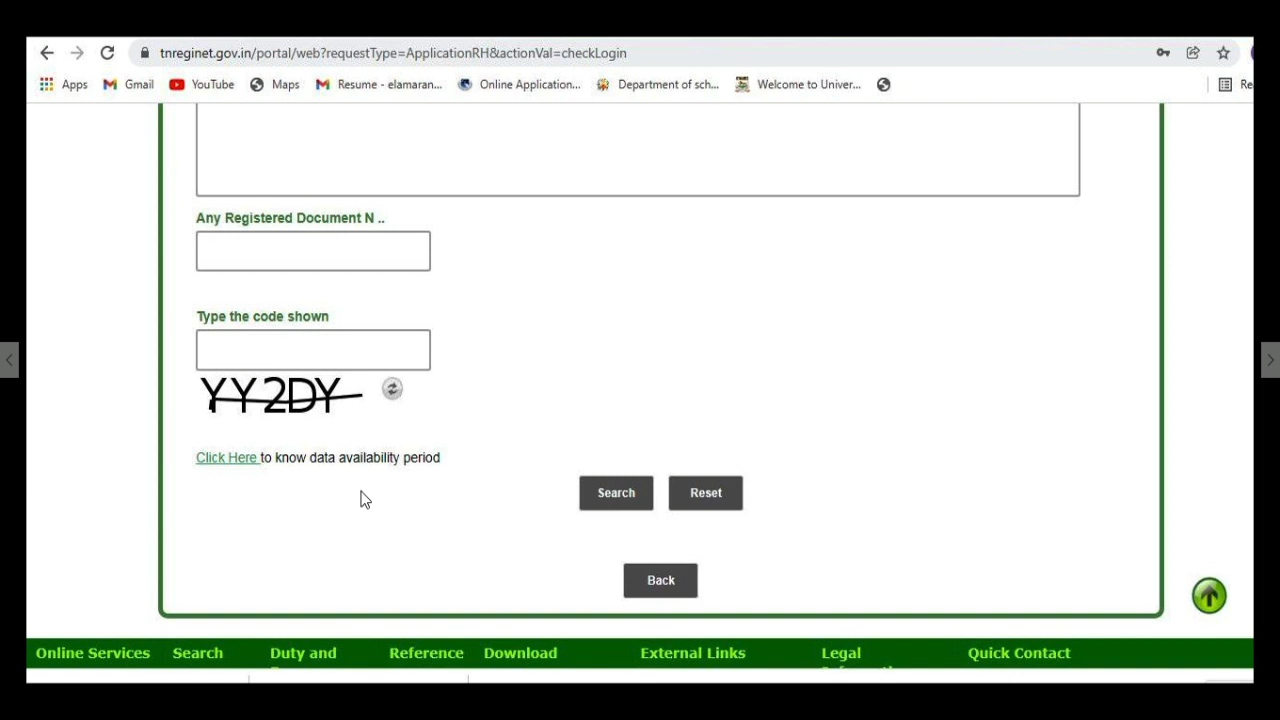 tnreginet.gov.in/portal/web?requestType=ApplicationRH&actionVal=checkLogin
Apps Gmail YouTube Maps Resume - elamaran... Online Application... Department of sch... Welcome to Univer... Re
Any Registered Document N ..
Type the code shown
YY2DY
Click Here to know data availability period
Search Reset
Back
Online Services Search Duty and Reference Download External Links Legal Quick Contact